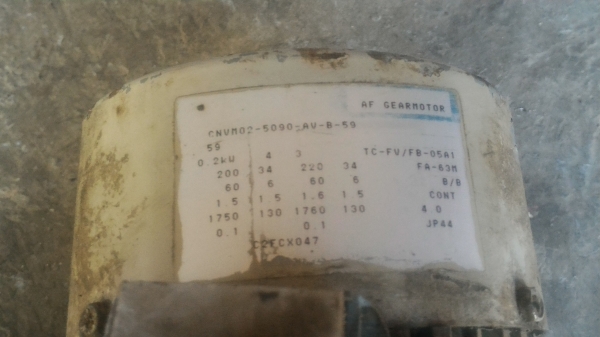 AF GEARMOTOR
CNVM02-5090-AV-B-59
59
0.2kW 4 3 TC-FV/FB-05A1
200 34 220 34 FA-63M
60 6 60 6 B/B
1.5 1.5 1.6 1.5 CONT
1750 130 1760 130 4.0
0.1 0.1 JP44
C2FCX047